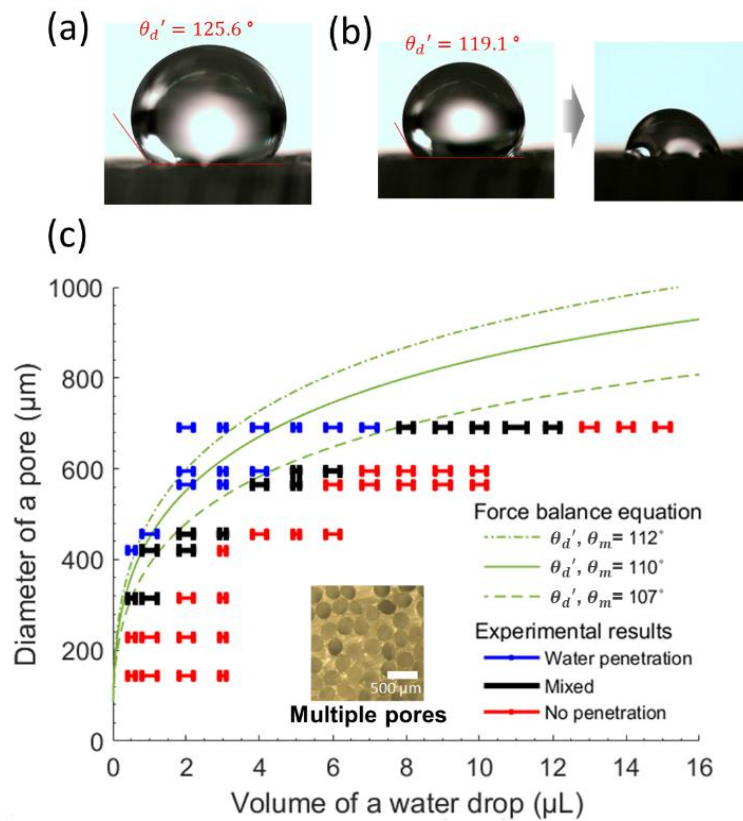 (a)
θd′ = 125.6°
(b)
θd′ = 119.1°
(c)
Diameter of a pore (μm)
1000
800
600
400
200
0
0 2 4 6 8 10 12 14 16
Volume of a water drop (μL)
Force balance equation
θd′, θm= 112°
θd′, θm= 110°
θd′, θm= 107°
Experimental results
Water penetration
Mixed
No penetration
500 μm
Multiple pores